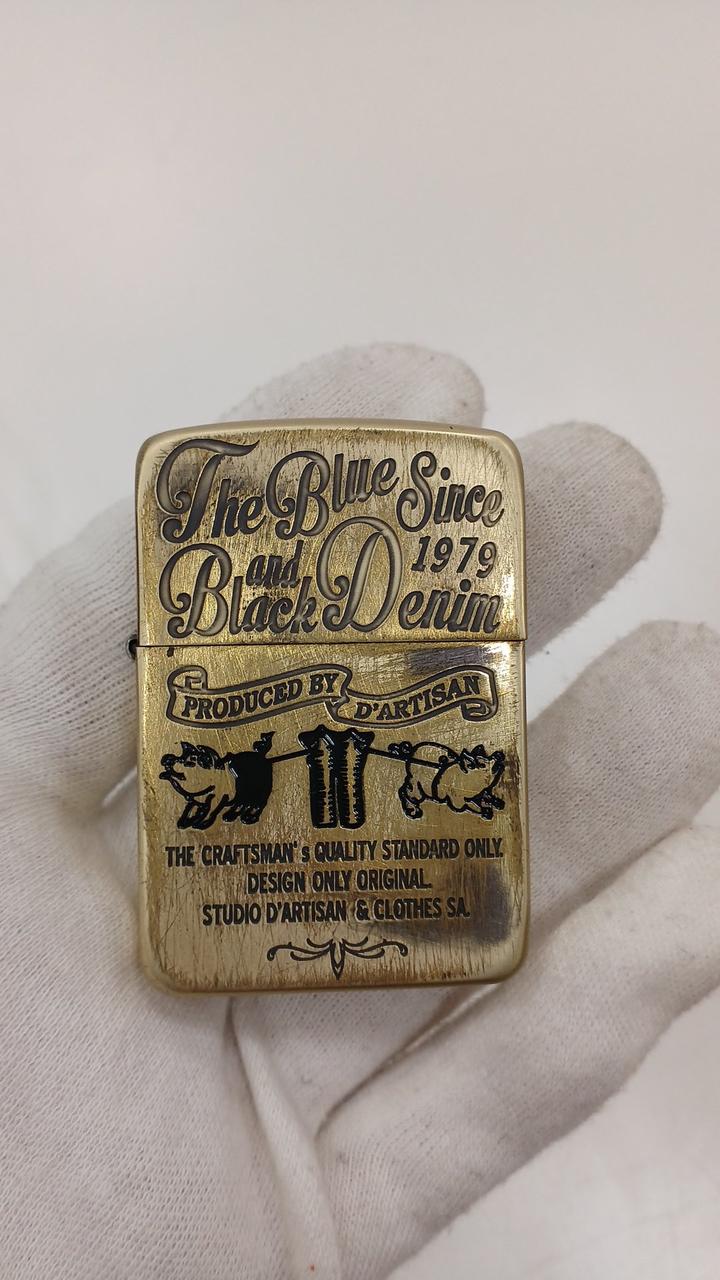 The Blue Since
and 1979
Black Denim
PRODUCED BY D'ARTISAN
THE CRAFTSMAN's QUALITY STANDARD ONLY.
DESIGN ONLY ORIGINAL.
STUDIO D'ARTISAN & CLOTHES SA.